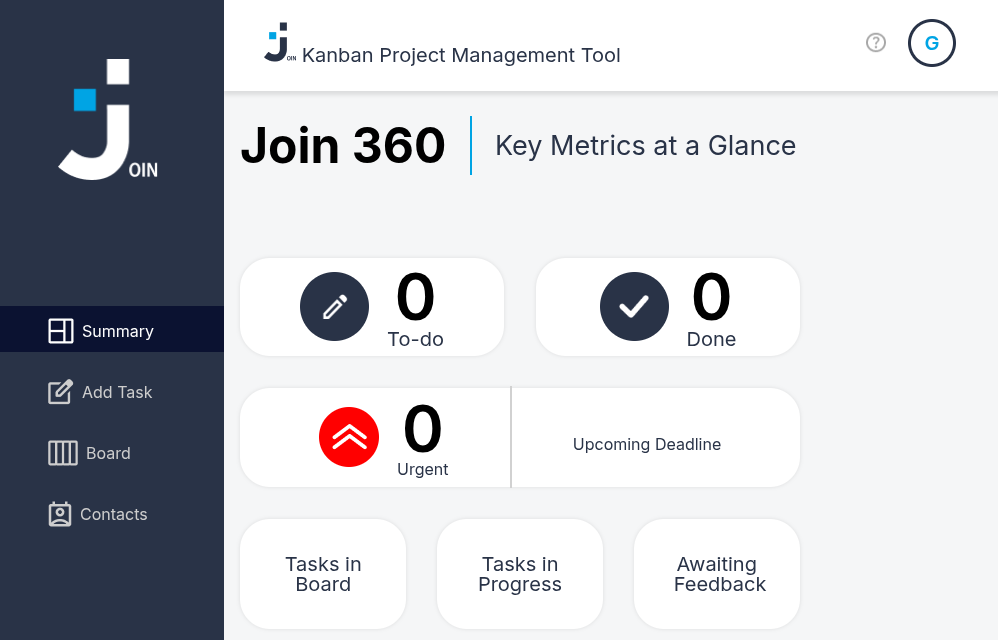 OIN
OIN Kanban Project Management Tool
G
Join 360
Key Metrics at a Glance
Summary
Add Task
Board
Contacts
0
To-do
0
Done
0
Urgent
Upcoming Deadline
Tasks in
Board
Tasks in
Progress
Awaiting
Feedback